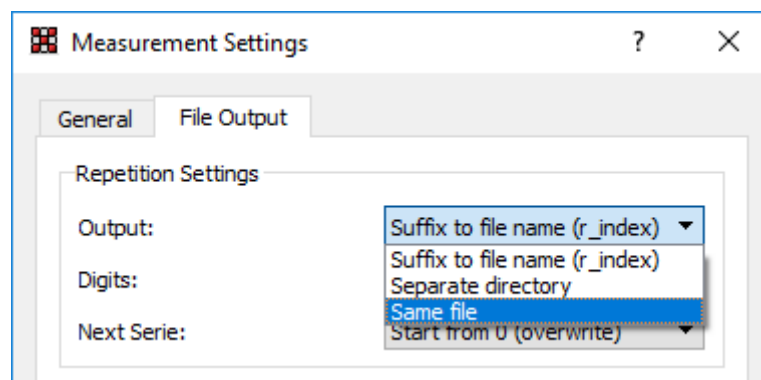 Measurement Settings ? ×
General File Output
Repetition Settings
Output: Suffix to file name (r_index)
Suffix to file name (r_index)
Digits: Separate directory
Same file
Next Serie: Start from 0 (overwrite)